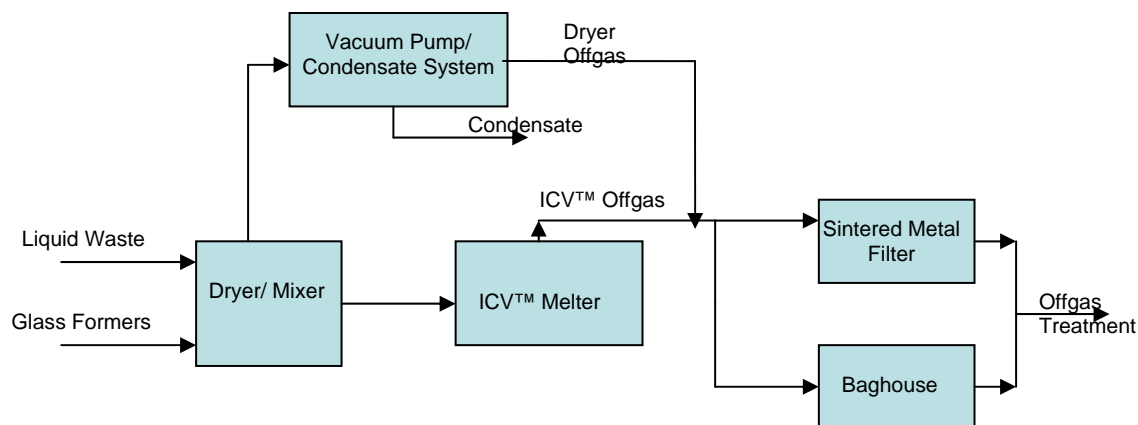 Vacuum Pump/
Condensate System
Dryer
Offgas
Condensate
ICV™ Offgas
Liquid Waste
Dryer/ Mixer
Glass Formers
ICV™ Melter
Sintered Metal
Filter
Offgas
Treatment
Baghouse